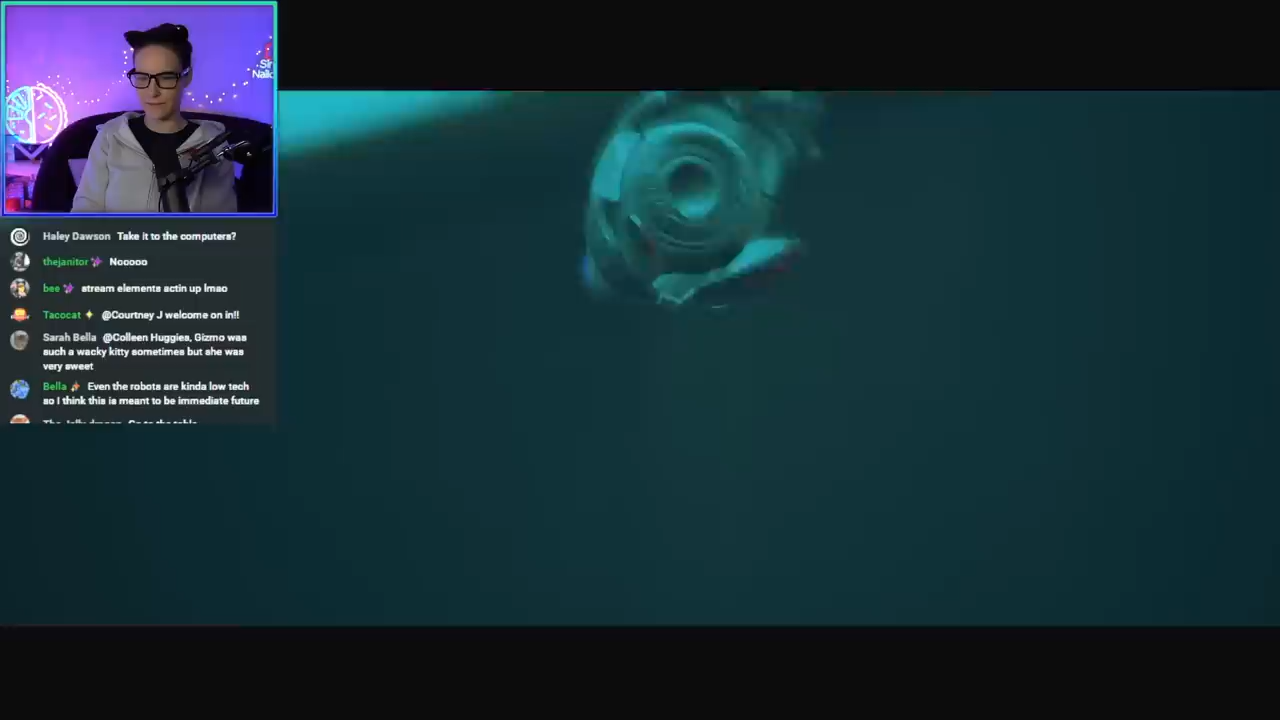 Haley Dawson Take it to the computers?
thejanitor Nooooo
bee stream elements actin up lmao
Tacocat @Courtney J welcome on in!!
Sarah Bella @Colleen Huggies, Gizmo was
such a wacky kitty sometimes but she was
very sweet
Bella Even the robots are kinda low tech
so I think this is meant to be immediate future